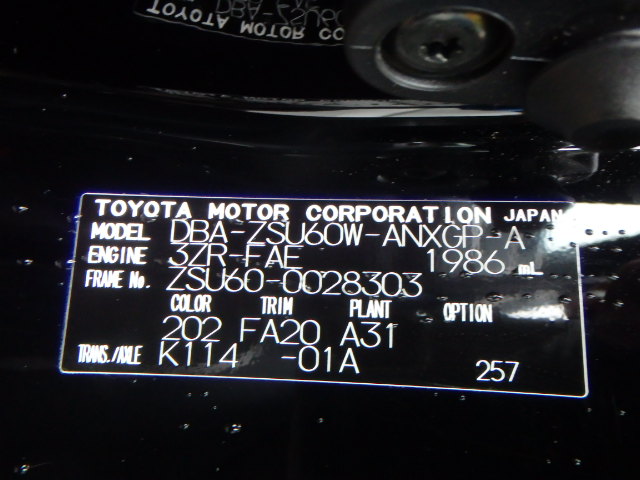 TOYOTA MOTOR CORPORATION JAPAN
MODEL DBA-ZSU60W-ANXGP-A
ENGINE 3ZR-FAE 1986 mL
FRAME No. ZSU60-0028303
COLOR TRIM PLANT OPTION
202 FA20 A31
TRANS./AXLE K114 -01A 257